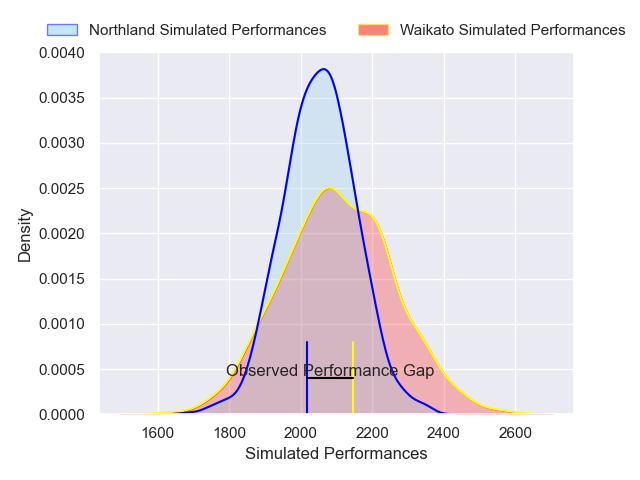 Northland Simulated Performances
Waikato Simulated Performances
0.0040
0.0035
0.0030
0.0025
0.0020
0.0015
0.0010
0.0005
0.0000
Density
Observed Performance Gap
1600 1800 2000 2200 2400 2600
Simulated Performances